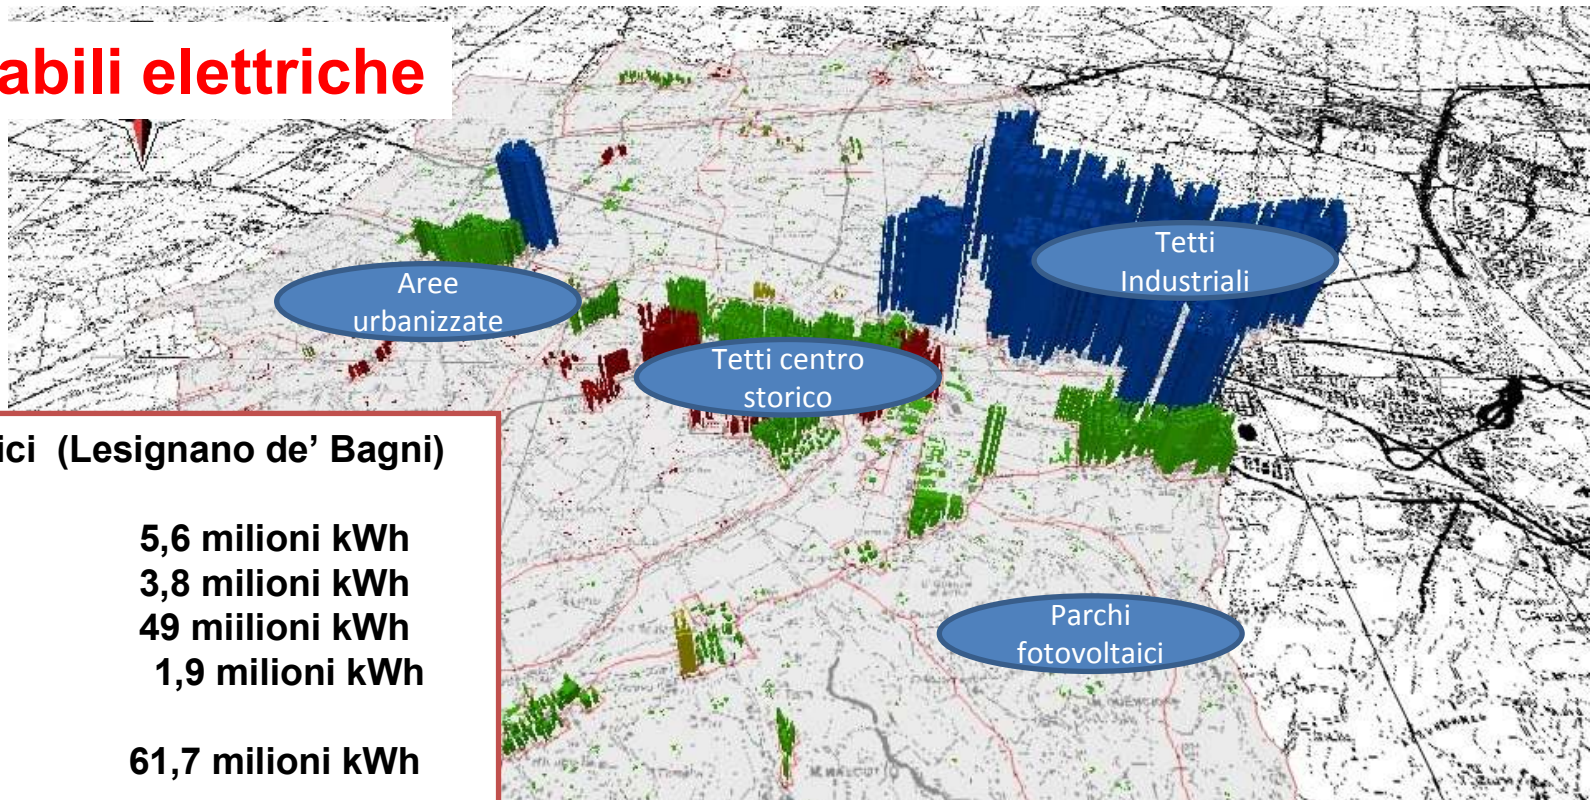 abili elettriche
Aree
urbanizzate
Tetti
Industriali
Tetti centro
storico
ici (Lesignano de’ Bagni)
5,6 milioni kWh
3,8 milioni kWh
49 miilioni kWh
1,9 milioni kWh
61,7 milioni kWh
Parchi
fotovoltaici